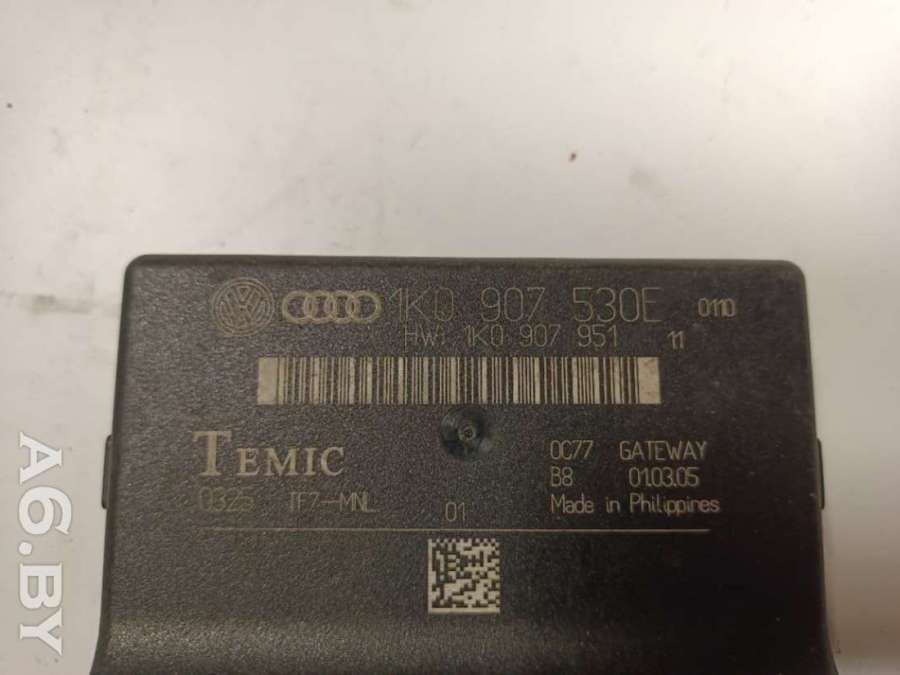 1K0 907 530E 0110
HW: 1K0 907 951 11
TEMIC
0C77 GATEWAY
B8 01.03.05
0325 TF7-MNL 01 Made in Philippines
A6.BY